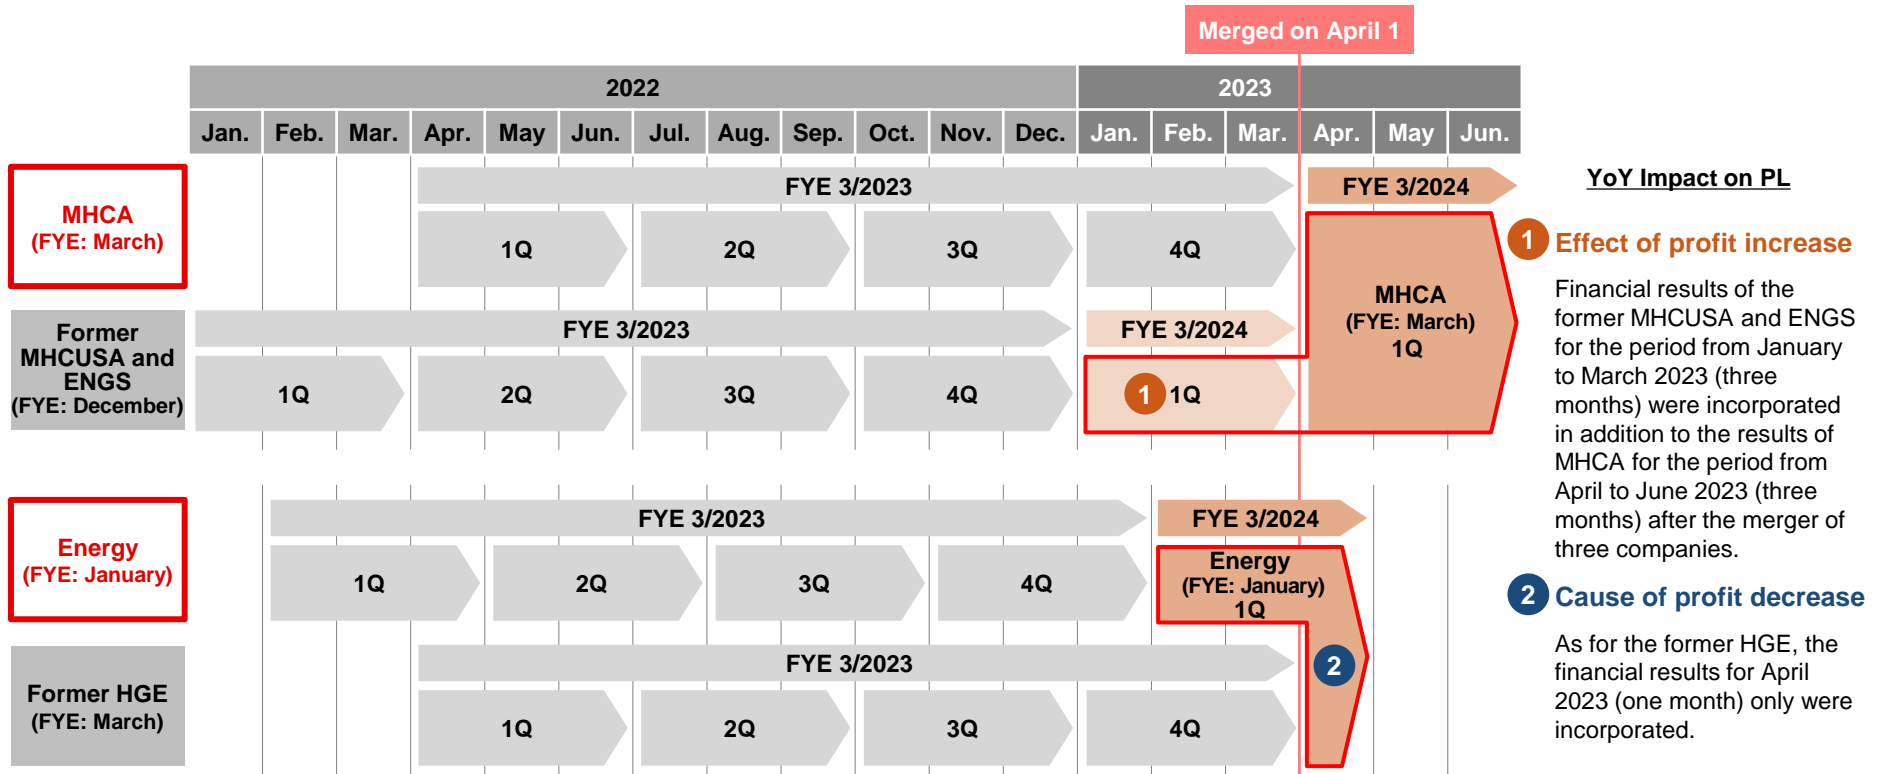 Merged on April 1
2022
2023
Jan. Feb. Mar. Apr. May Jun. Jul. Aug. Sep. Oct. Nov. Dec. Jan. Feb. Mar. Apr. May Jun.
MHCA
(FYE: March)
FYE 3/2023
FYE 3/2024
1Q
2Q
3Q
4Q
MHCA
(FYE: March)
1Q
Former
MHCUSA and
ENGS
(FYE: December)
FYE 3/2023
FYE 3/2024
1Q
2Q
3Q
4Q
1 1Q
Energy
(FYE: January)
FYE 3/2023
FYE 3/2024
1Q
2Q
3Q
4Q
Energy
(FYE: January)
1Q
2
Former HGE
(FYE: March)
FYE 3/2023
1Q
2Q
3Q
4Q
YoY Impact on PL
1 Effect of profit increase
Financial results of the
former MHCUSA and ENGS
for the period from January
to March 2023 (three
months) were incorporated
in addition to the results of
MHCA for the period from
April to June 2023 (three
months) after the merger of
three companies.
2 Cause of profit decrease
As for the former HGE, the
financial results for April
2023 (one month) only were
incorporated.